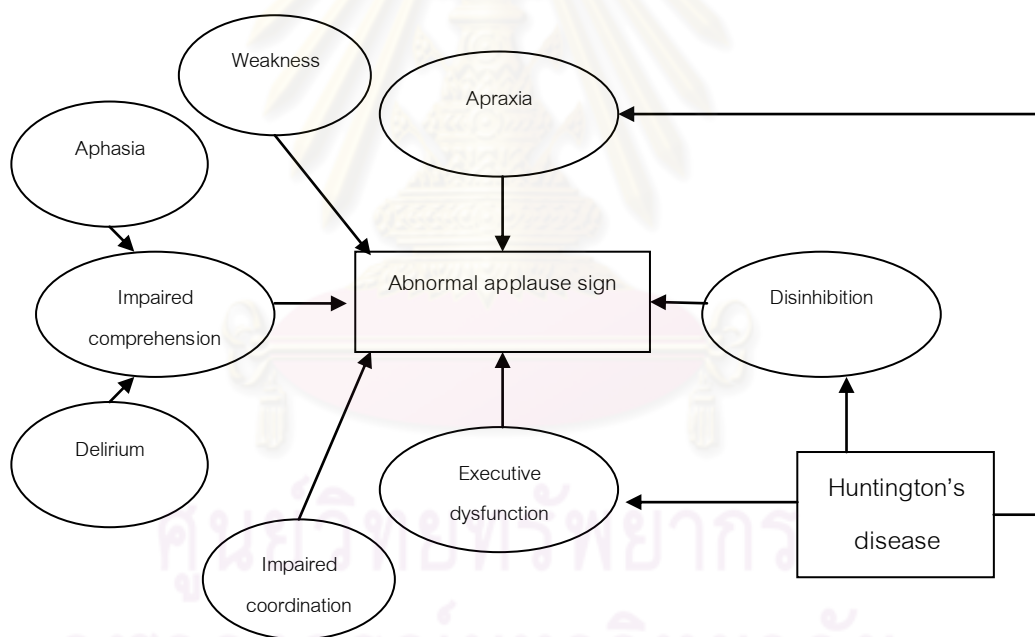 Weakness
Apraxia
Aphasia
Abnormal applause sign
Impaired
comprehension
Disinhibition
Delirium
Executive
dysfunction
Huntington’s
disease
Impaired
coordination